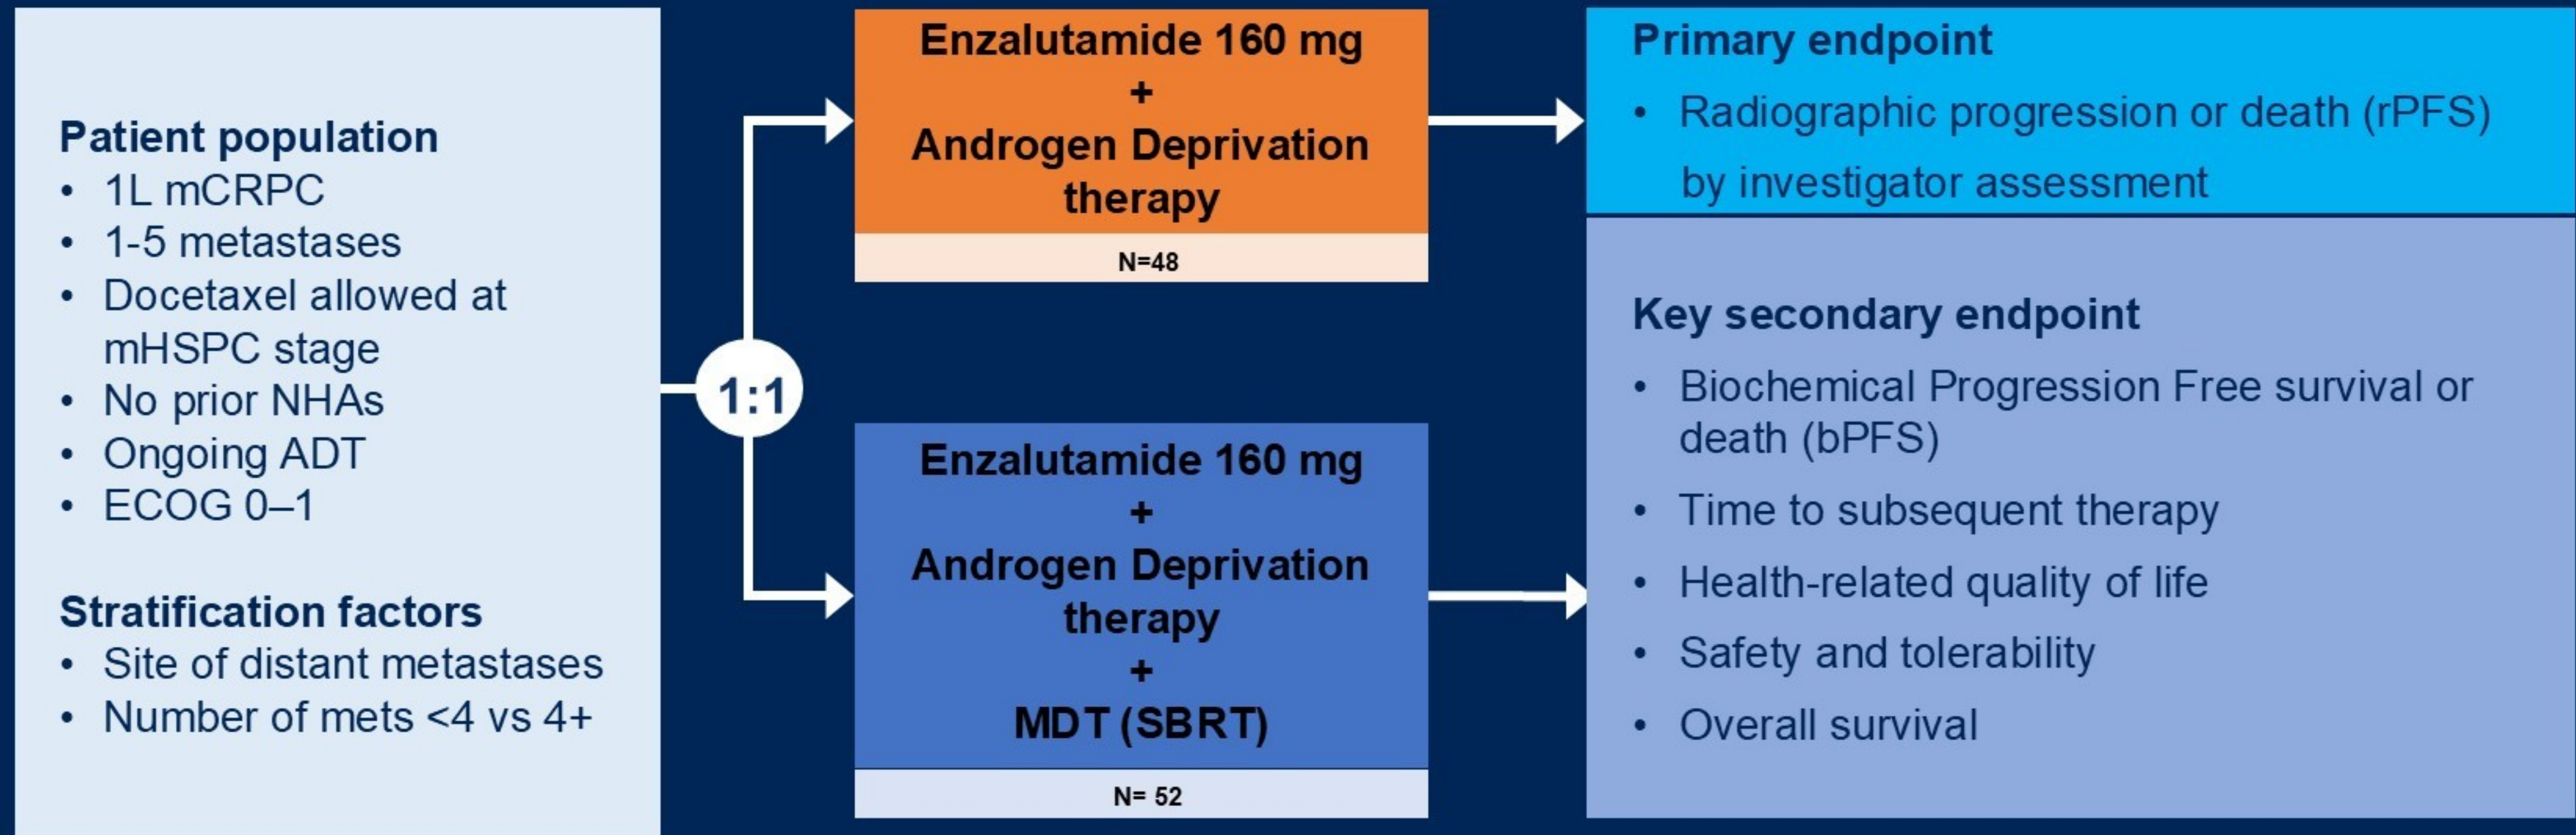 Patient population
• 1L mCRPC
• 1-5 metastases
• Docetaxel allowed at
mHSPC stage
• No prior NHAs
• Ongoing ADT
• ECOG 0–1
Stratification factors
• Site of distant metastases
• Number of mets <4 vs 4+
1:1
Enzalutamide 160 mg
+
Androgen Deprivation
therapy
N=48
Enzalutamide 160 mg
+
Androgen Deprivation
therapy
+
MDT (SBRT)
N= 52
Primary endpoint
• Radiographic progression or death (rPFS)
by investigator assessment
Key secondary endpoint
• Biochemical Progression Free survival or
death (bPFS)
• Time to subsequent therapy
• Health-related quality of life
• Safety and tolerability
• Overall survival